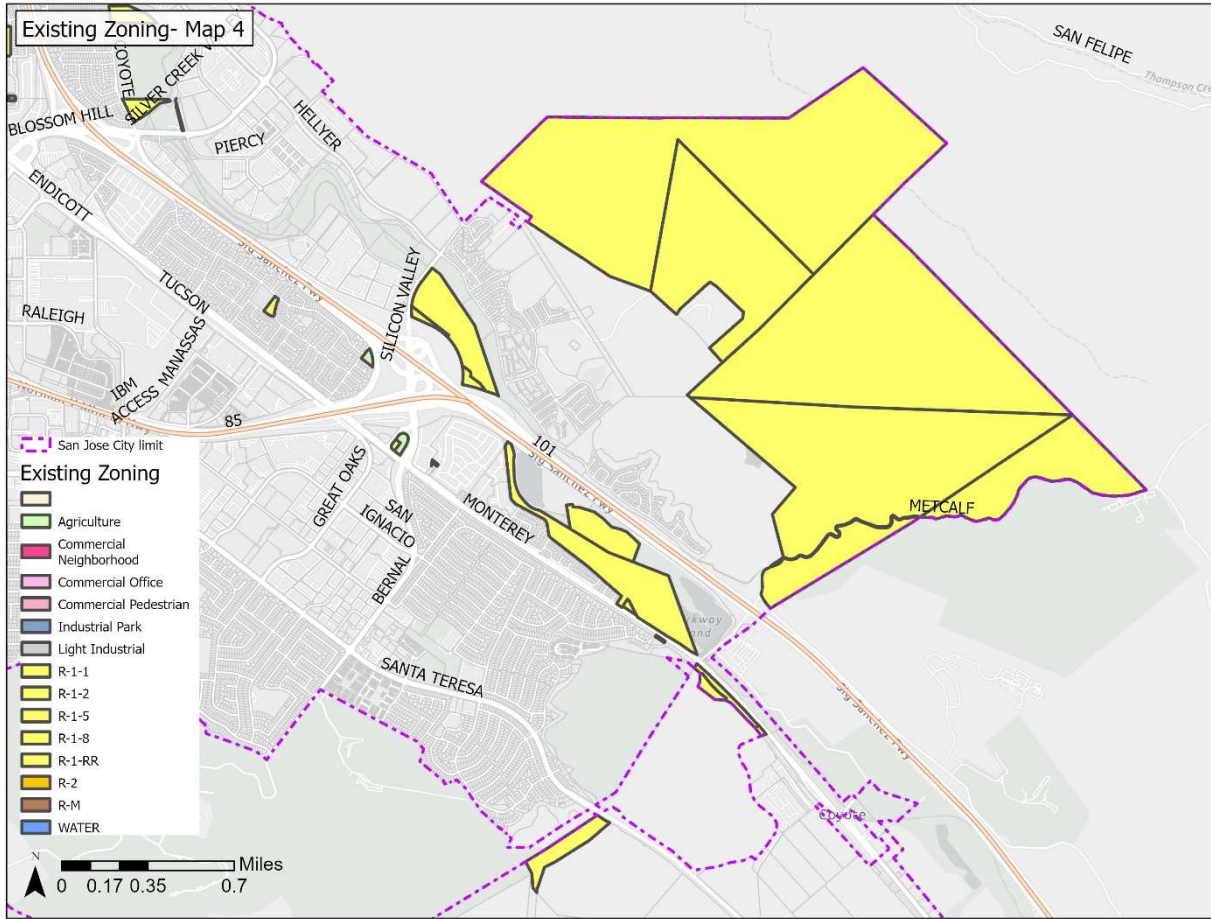 Existing Zoning- Map 4
SAN FELIPE
Thompson Cre
COYOTE
SILVER CREEK V
BLOSSOM HILL
HELLYER
PIERCY
ENDICOTT
Sig Sanchez Fwy
TUCSON
SILICON VALLEY
RALEIGH
IBM
ACCESS MANASSAS
85
101
Sig Sanchez Fwy
GREAT OAKS
SAN
IGNACIO
MONTEREY
METCALF
BERNAL
SANTA TERESA
Sig Sanchez Fwy
Coyote
San Jose City limit
Existing Zoning
Agriculture
Commercial
Neighborhood
Commercial Office
Commercial Pedestrian
Industrial Park
Light Industrial
R-1-1
R-1-2
R-1-5
R-1-8
R-1-RR
R-2
R-M
WATER
N
Miles
0 0.17 0.35 0.7